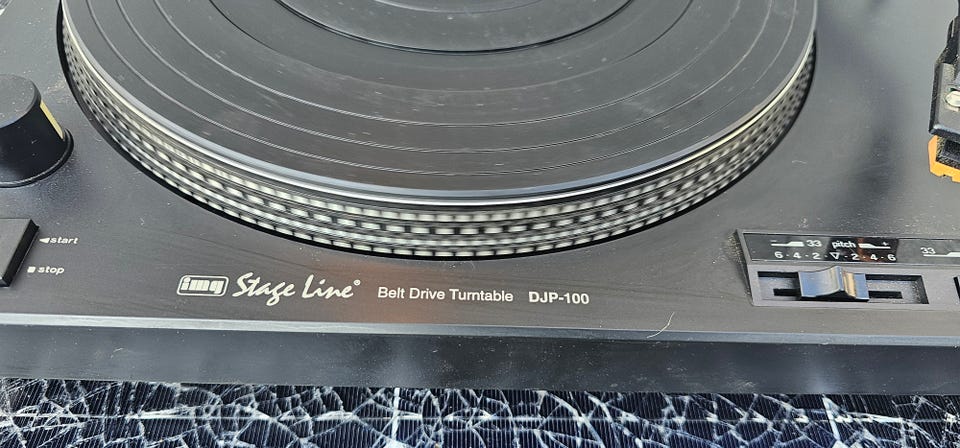 ◄start
■ stop
img Stage Line® Belt Drive Turntable DJP-100
33 pitch +
6 · 4 · 2 · V · 2 · 4 · 6
33